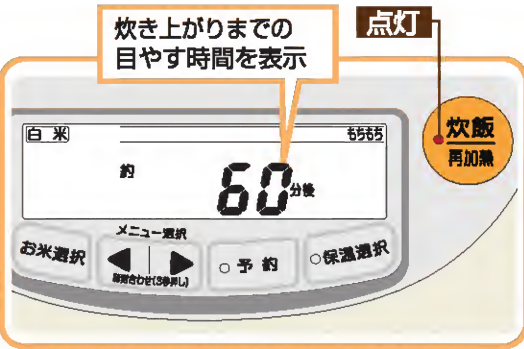 炊き上がりまでの
目やす時間を表示
点灯
白米 もちもち
約 60 分後
炊飯
再加熱
メニュー選択
お米選択
時刻合わせ(3秒押し)
予約
保温選択